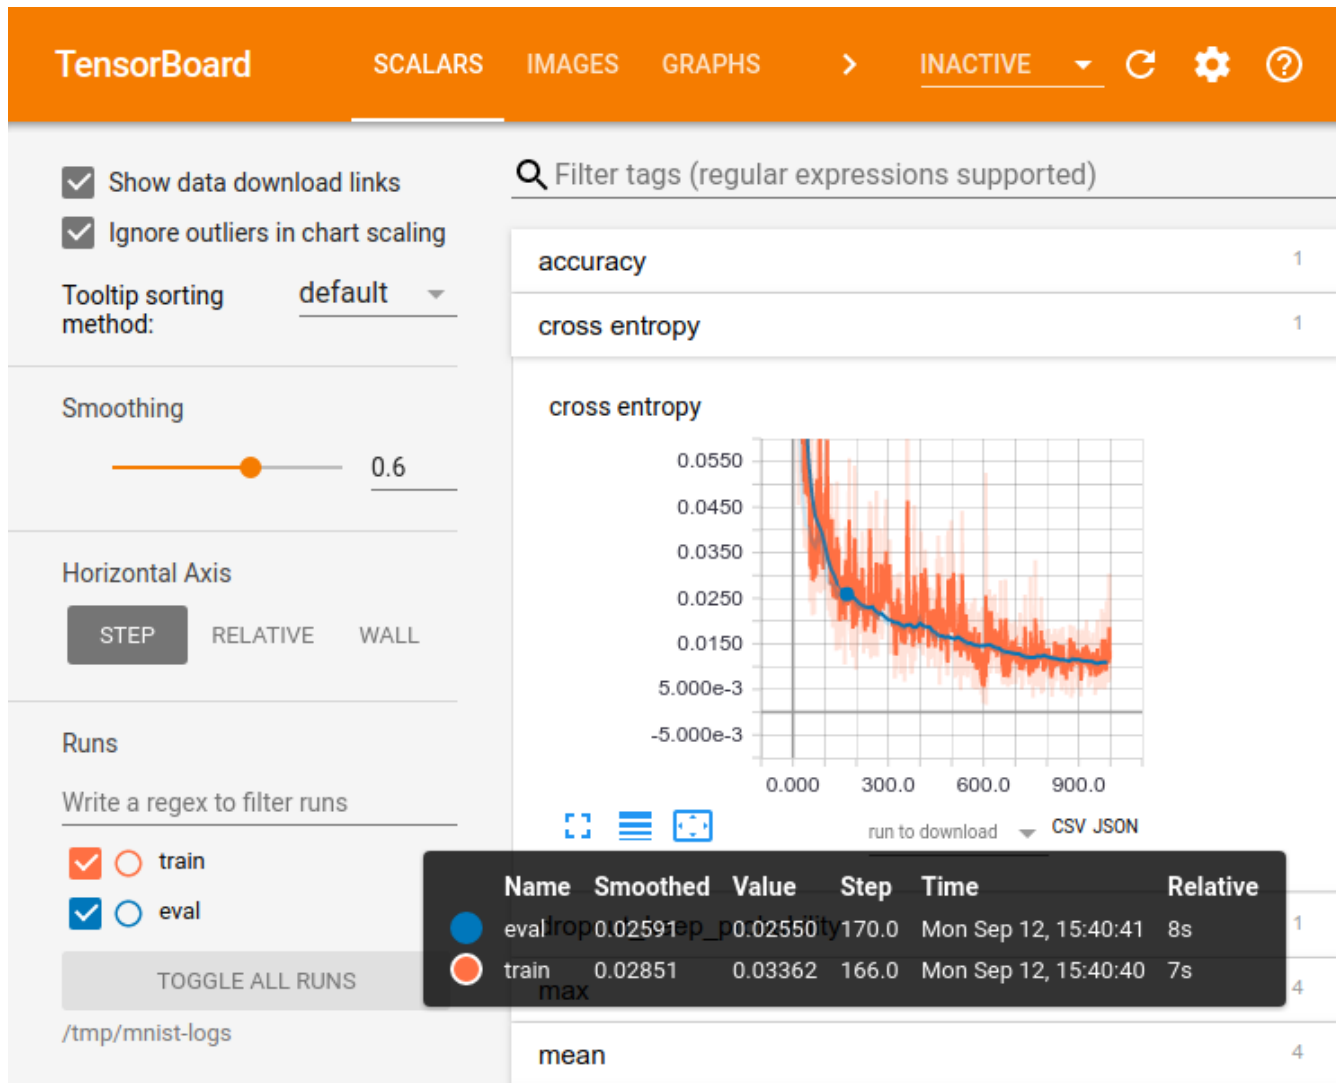 TensorBoard SCALARS IMAGES GRAPHS INACTIVE
Show data download links
Ignore outliers in chart scaling
Tooltip sorting method: default
Smoothing
0.6
Horizontal Axis
STEP RELATIVE WALL
Runs
Write a regex to filter runs
train
eval
TOGGLE ALL RUNS
/tmp/mnist-logs
Filter tags (regular expressions supported)
accuracy 1
cross entropy 1
cross entropy
0.0550
0.0450
0.0350
0.0250
0.0150
5.000e-3
-5.000e-3
0.000 300.0 600.0 900.0
run to download CSV JSON
Name Smoothed Value Step Time Relative
eval 0.02591 0.02550 170.0 Mon Sep 12, 15:40:41 8s
train 0.02851 0.03362 166.0 Mon Sep 12, 15:40:40 7s
1
max 4
mean 4